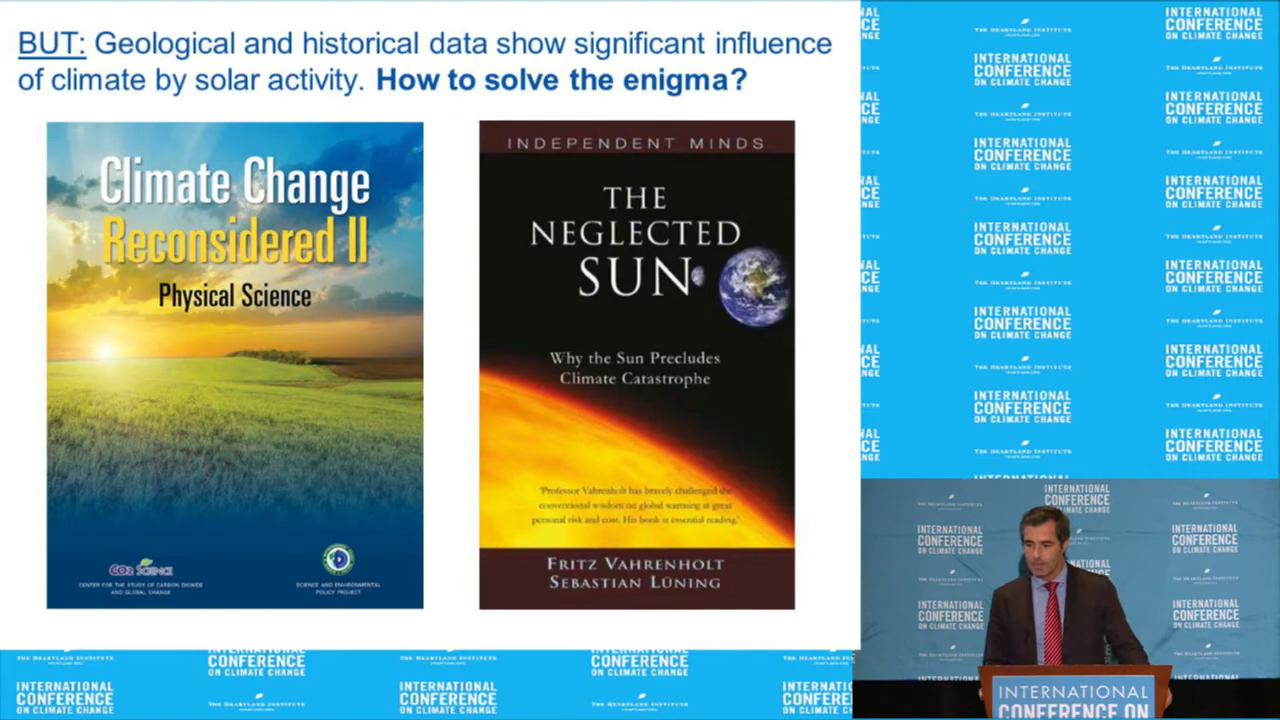 BUT: Geological and historical data show significant influence
of climate by solar activity. How to solve the enigma?
Climate Change
Reconsidered II
Physical Science
CO2 SCIENCE
CENTER FOR THE STUDY OF CARBON DIOXIDE
AND GLOBAL CHANGE
SCIENCE AND ENVIRONMENTAL
POLICY PROJECT
INDEPENDENT MINDS
THE
NEGLECTED
SUN
Why the Sun Precludes
Climate Catastrophe
'Professor Vahrenholt has bravely challenged the
conventional wisdom on global warming at great
personal risk and cost. His book is essential reading.'
FRITZ VAHRENHOLT
SEBASTIAN LÜNING
INTERNATIONAL
CONFERENCE
ON CLIMATE CHANGE
THE HEARTLAND INSTITUTE
INTERNATIONAL
CONFERENCE ON